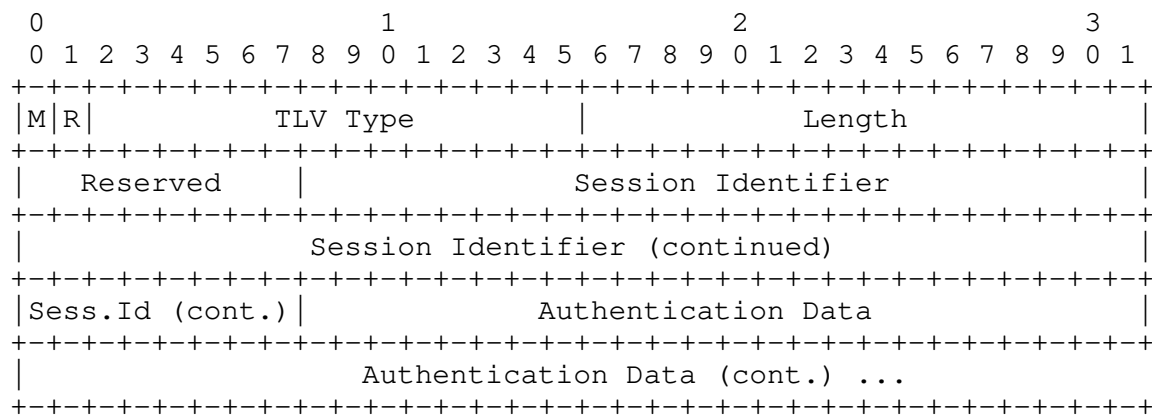 0                   1                   2                   3
 0 1 2 3 4 5 6 7 8 9 0 1 2 3 4 5 6 7 8 9 0 1 2 3 4 5 6 7 8 9 0 1
+-+-+-+-+-+-+-+-+-+-+-+-+-+-+-+-+-+-+-+-+-+-+-+-+-+-+-+-+-+-+-+-+
|M|R|          TLV Type         |            Length             |
+-+-+-+-+-+-+-+-+-+-+-+-+-+-+-+-+-+-+-+-+-+-+-+-+-+-+-+-+-+-+-+-+
|   Reserved    |               Session Identifier              |
+-+-+-+-+-+-+-+-+-+-+-+-+-+-+-+-+-+-+-+-+-+-+-+-+-+-+-+-+-+-+-+-+
|                Session Identifier (continued)                 |
+-+-+-+-+-+-+-+-+-+-+-+-+-+-+-+-+-+-+-+-+-+-+-+-+-+-+-+-+-+-+-+-+
|Sess.Id (cont.)|             Authentication Data               |
+-+-+-+-+-+-+-+-+-+-+-+-+-+-+-+-+-+-+-+-+-+-+-+-+-+-+-+-+-+-+-+-+
|                   Authentication Data (cont.) ...
+-+-+-+-+-+-+-+-+-+-+-+-+-+-+-+-+-+-+-+-+-+-+-+-+-+-+-+-+-+-+-+-+